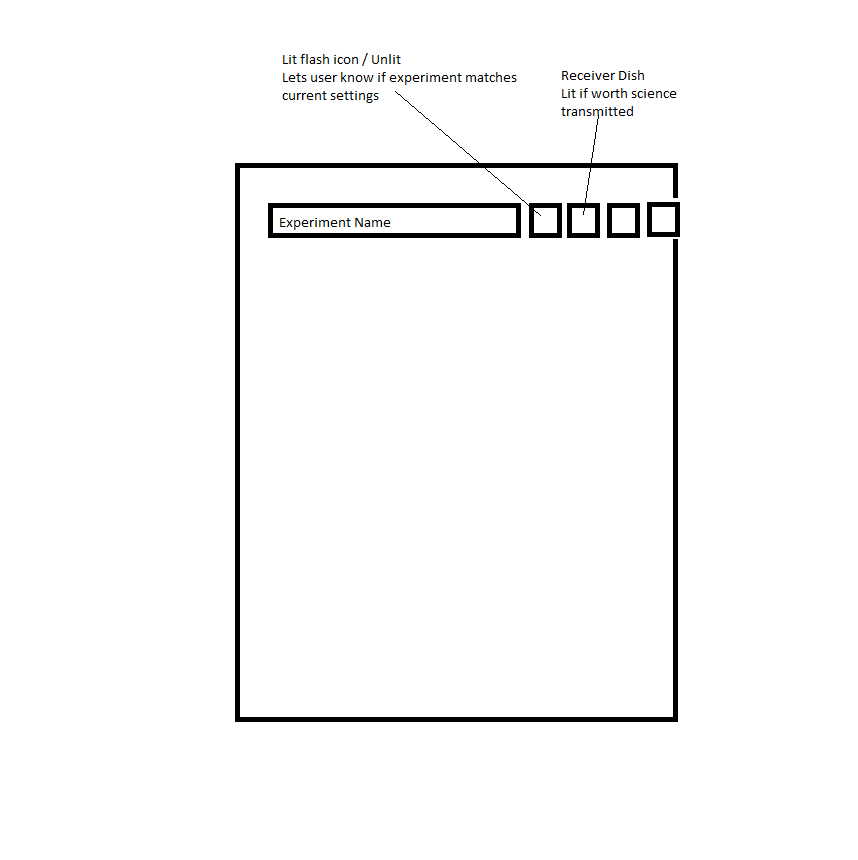 Lit flash icon / Unlit
Lets user know if experiment matches
current settings
Receiver Dish
Lit if worth science
transmitted
Experiment Name